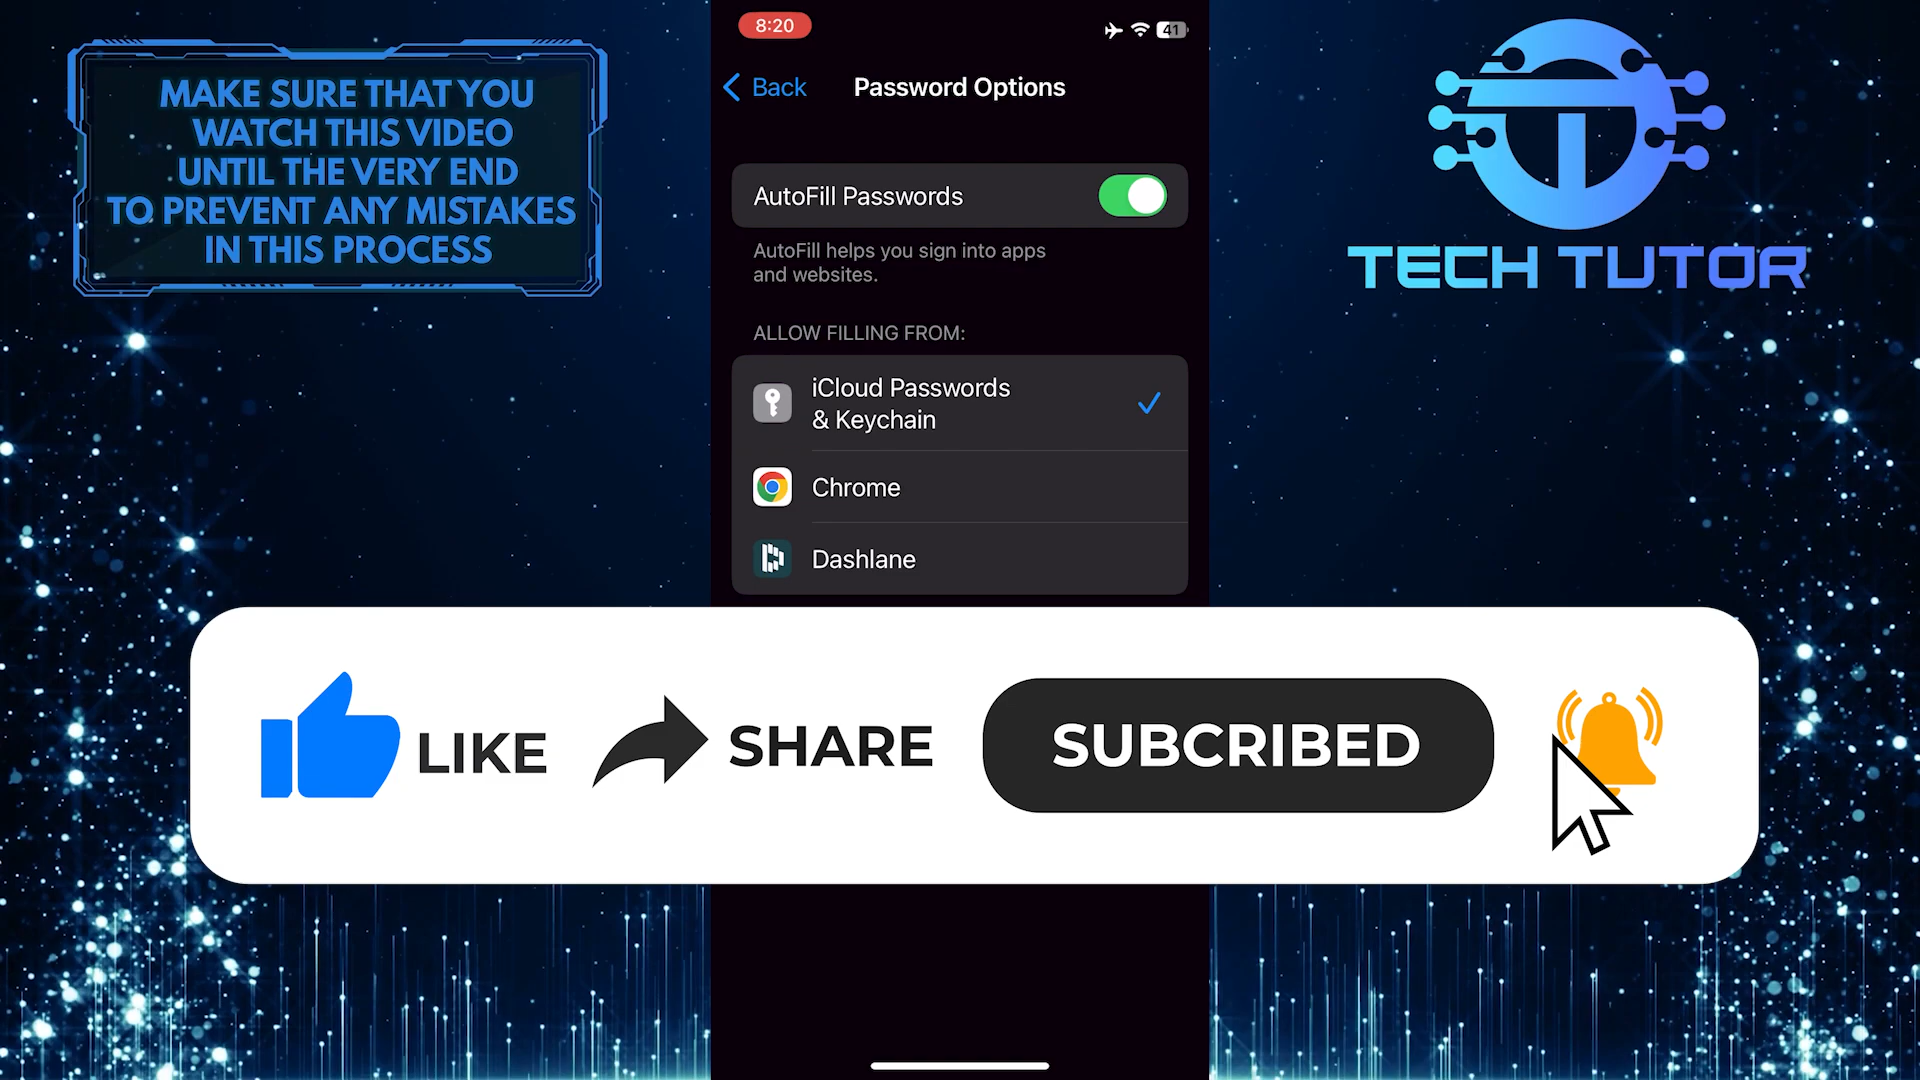 MAKE SURE THAT YOU
WATCH THIS VIDEO
UNTIL THE VERY END
TO PREVENT ANY MISTAKES
IN THIS PROCESS
8:20
41
Back
Password Options
AutoFill Passwords
AutoFill helps you sign into apps
and websites.
ALLOW FILLING FROM:
iCloud Passwords
& Keychain
Chrome
Dashlane
TECH TUTOR
LIKE
SHARE
SUBCRIBED